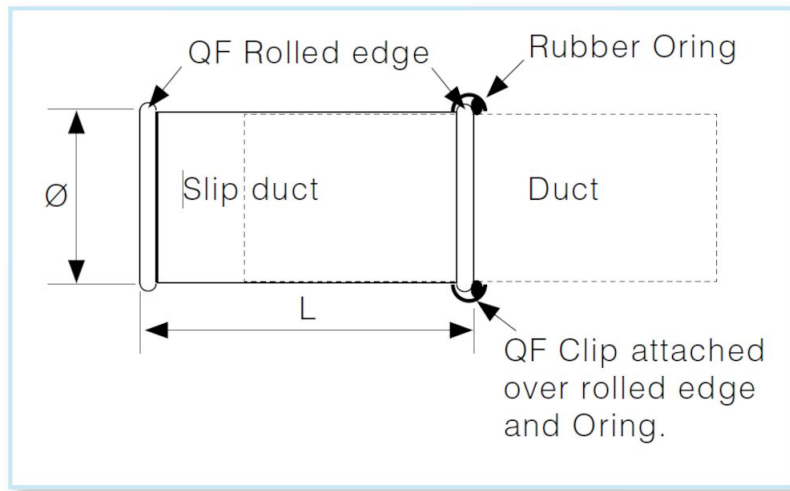 QF Rolled edge
Rubber Oring
Ø
Slip duct
Duct
L
QF Clip attached
over rolled edge
and Oring.